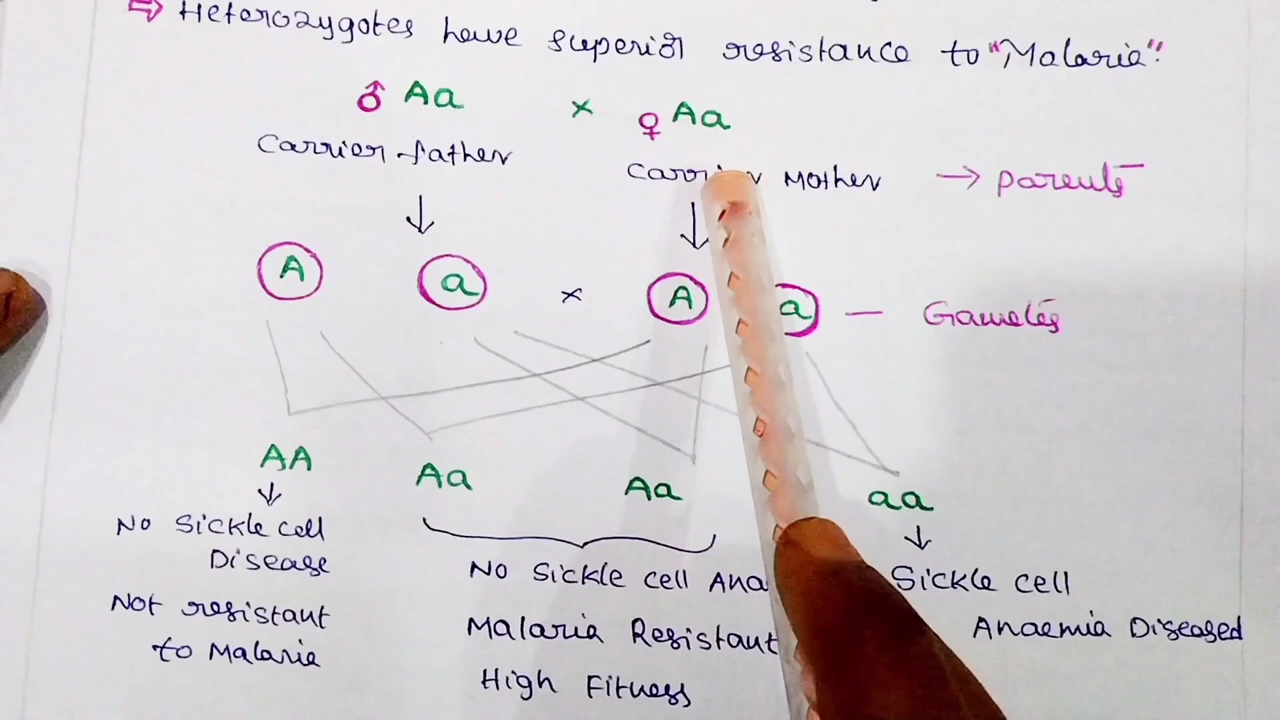 ⇨ Heterozygotes have superior resistance to "Malaria".
♂ Aa × ♀ Aa
Carrier father Carrier Mother → parents
↓ ↓
A a × A a — Gametes
AA Aa Aa aa
↓ ↓
No Sickle cell Disease
Not resistant to Malaria
No Sickle cell
Malaria Resistant
High Fitness
Sickle cell
Anaemia Diseased